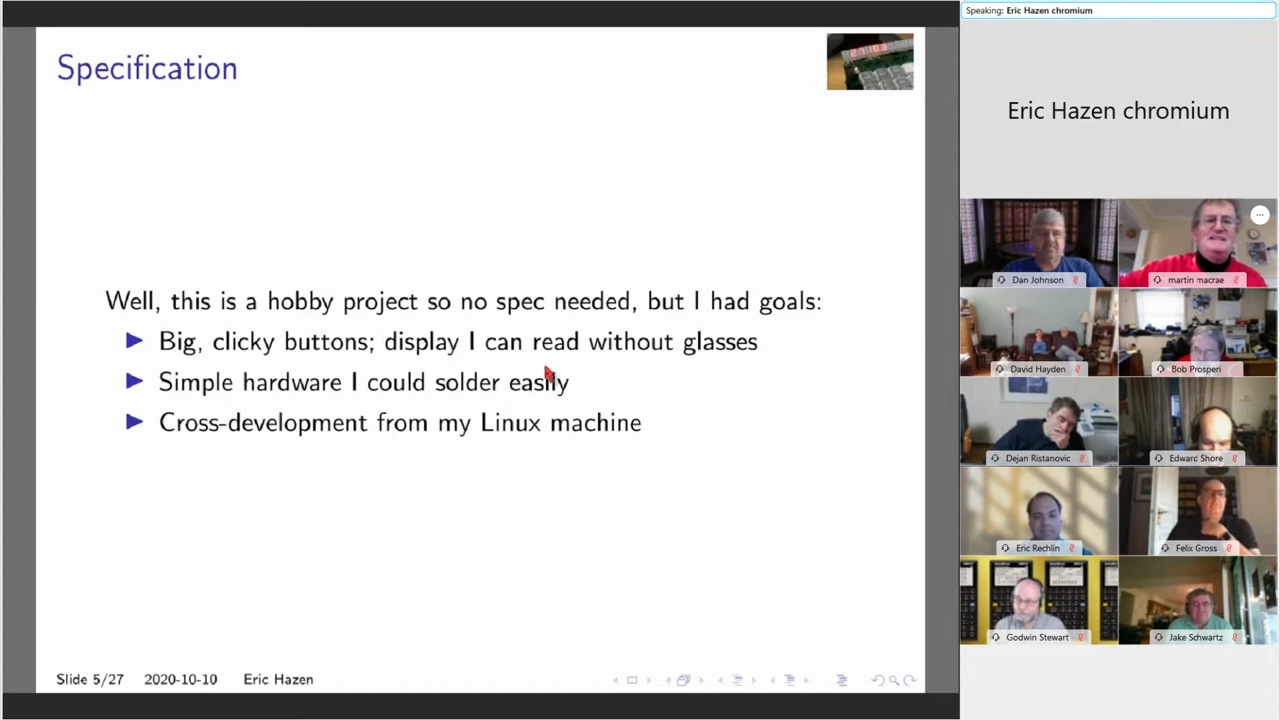 Specification
Well, this is a hobby project so no spec needed, but I had goals:
Big, clicky buttons; display I can read without glasses
Simple hardware I could solder easily
Cross-development from my Linux machine
Slide 5/27 2020-10-10 Eric Hazen
Speaking: Eric Hazen chromium
Eric Hazen chromium
Dan Johnson
martin macrae
David Hayden
Bob Prosperi
Dejan Ristanovic
Edward Shore
Eric Rechlin
Felix Gross
Godwin Stewart
Jake Schwartz